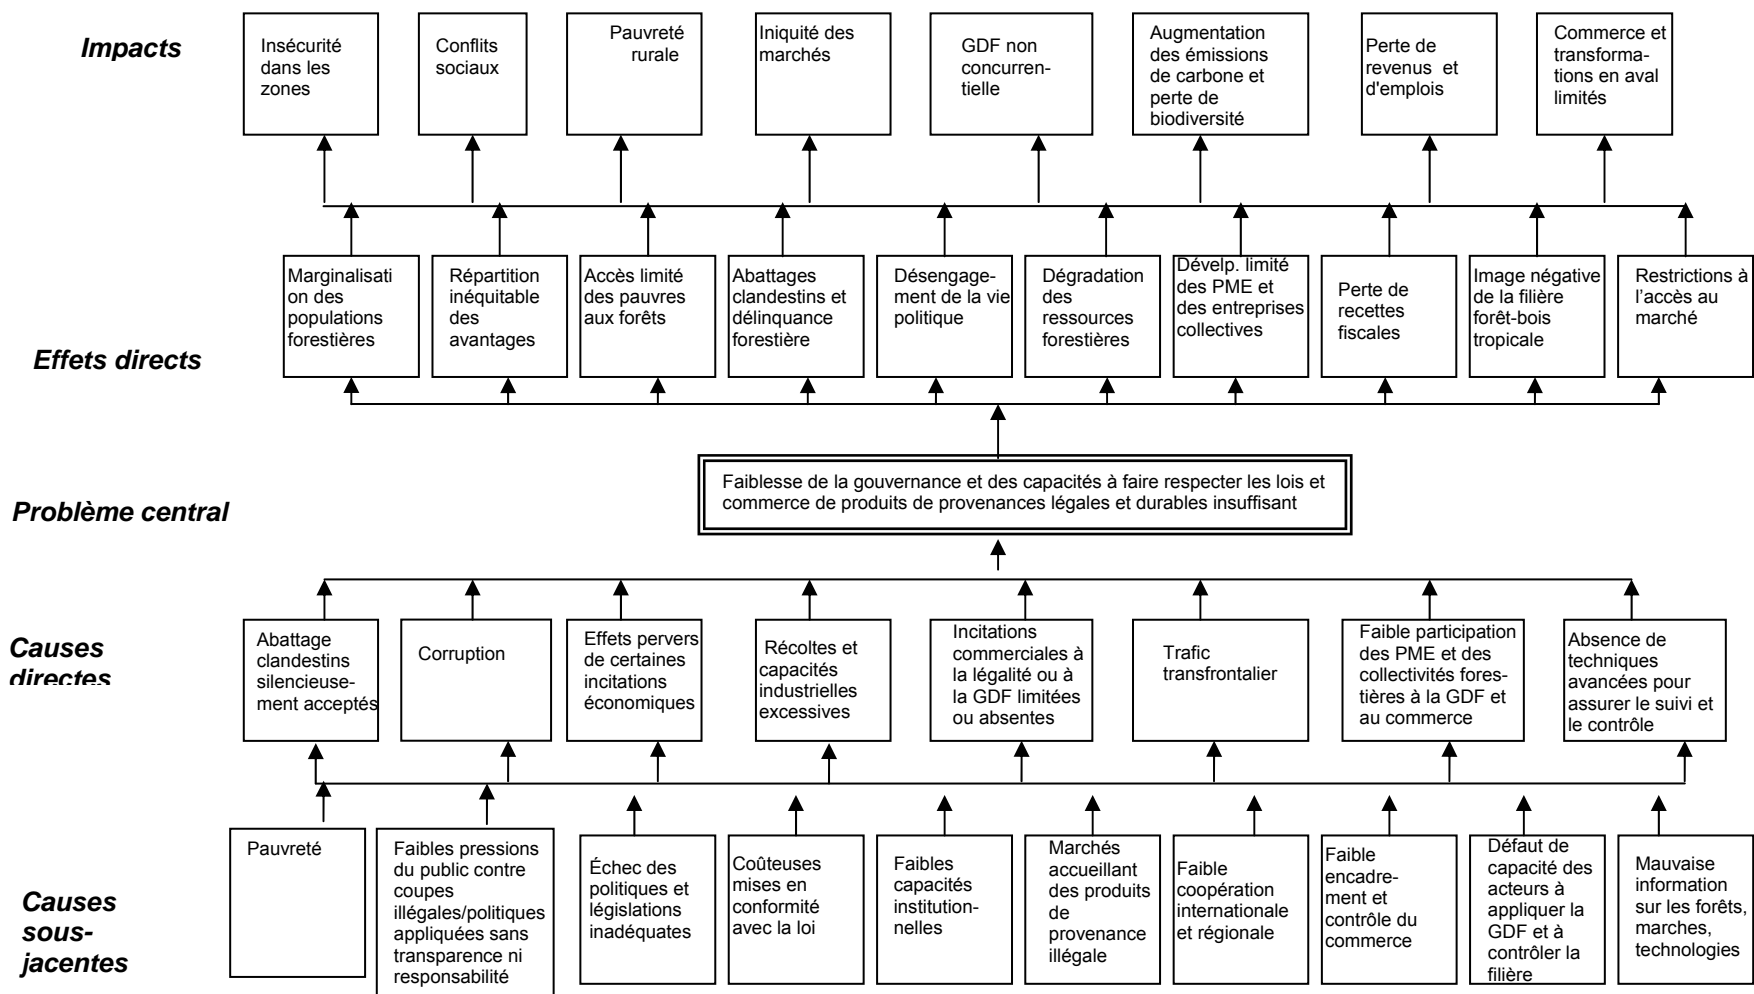 Impacts
Insécurité
dans les
zones
Conflits
sociaux
Pauvreté
rurale
Iniquité des
marchés
GDF non
concurren-
tielle
Augmentation
des émissions
de carbone et
perte de
biodiversité
Perte de
revenus et
d'emplois
Commerce et
transforma-
tions en aval
limités
Effets directs
Marginalisati
on des
populations
forestières
Répartition
inéquitable
des
avantages
Accès limité
des pauvres
aux forêts
Abattages
clandestins et
délinquance
forestière
Désengage-
ment de la vie
politique
Dégradation
des
ressources
forestières
Dévelp. limité
des PME et
des entreprises
collectives
Perte de
recettes
fiscales
Image négative
de la filière
forêt-bois
tropicale
Restrictions à
l’accès au
marché
Problème central
Faiblesse de la gouvernance et des capacités à faire respecter les lois et
commerce de produits de provenances légales et durables insuffisant
Causes
directes
Abattage
clandestins
silencieuse-
ment acceptés
Corruption
Effets pervers
de certaines
incitations
économiques
Récoltes et
capacités
industrielles
excessives
Incitations
commerciales à
la légalité ou à
la GDF limitées
ou absentes
Trafic
transfrontalier
Faible participation
des PME et des
collectivités fores-
tières à la GDF et
au commerce
Absence de
techniques
avancées pour
assurer le suivi et
le contrôle
Causes
sous-
jacentes
Pauvreté
Faibles pressions
du public contre
coupes
illégales/politiques
appliquées sans
transparence ni
responsabilité
Échec des
politiques et
législations
inadéquates
Coûteuses
mises en
conformité
avec la loi
Faibles
capacités
institution-
nelles
Marchés
accueillant
des produits
de
provenance
illégale
Faible
coopération
internationale
et régionale
Faible
encadre-
ment et
contrôle du
commerce
Défaut de
capacité des
acteurs à
appliquer la
GDF et à
contrôler la
filière
Mauvaise
information
sur les forêts,
marches,
technologies